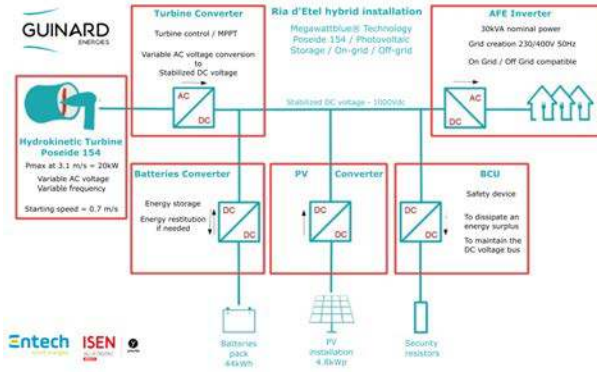 GUINARD
ENERGIES
Turbine Converter
Turbine control / MPPT
Variable AC voltage conversion
to
Stabilized DC voltage
AC
DC
Ria d'Etel hybrid installation
Megawattblue® Technology
Poseide 154 / Photovoltaic
Storage / On-grid / Off-grid
AFE Inverter
30kVA nominal power
Grid creation 230/400V 50Hz
On Grid / Off Grid compatible
AC
DC
Stabilized DC voltage - 1000Vdc
Hydrokinetic Turbine
Poseide 154
Pmax at 3.1 m/s = 20kW
Variable AC voltage
Variable frequency
Starting speed = 0.7 m/s
Batteries Converter
Energy storage
Energy restitution
if needed
DC
DC
PV Converter
DC
DC
BCU
Safety device
To dissipate an
energy surplus
To maintain the
DC voltage bus
DC
DC
Batteries
pack
44kWh
PV
installation
4.8kWp
Security
resistors
Entech
ISEN